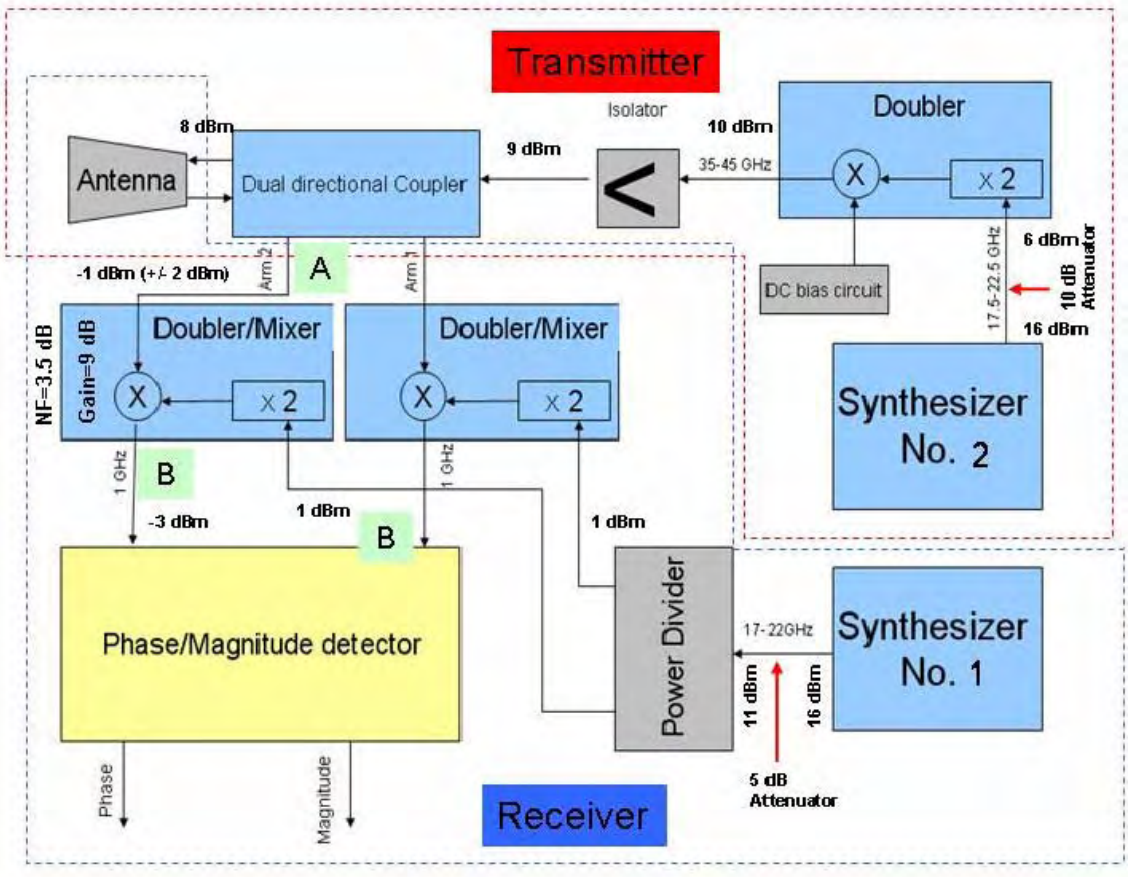 Transmitter
Isolator
Doubler
8 dBm
10 dBm
9 dBm
35-45 GHz
Antenna
Dual directional Coupler
<
X
x 2
17.5-22.5 GHz
6 dBm
10 dB
Attenuator
16 dBm
DC bias circuit
-1 dBm (+/- 2 dBm)
Arm 2
A
Arm 1
Doubler/Mixer
Doubler/Mixer
NF=3.5 dB
Gain=9 dB
X
x 2
X
x 2
Synthesizer
No. 2
1 GHz
B
1 GHz
-3 dBm
1 dBm
B
1 dBm
Phase/Magnitude detector
Power Divider
17-22GHz
11 dBm
16 dBm
Synthesizer
No. 1
5 dB
Attenuator
Phase
Magnitude
Receiver